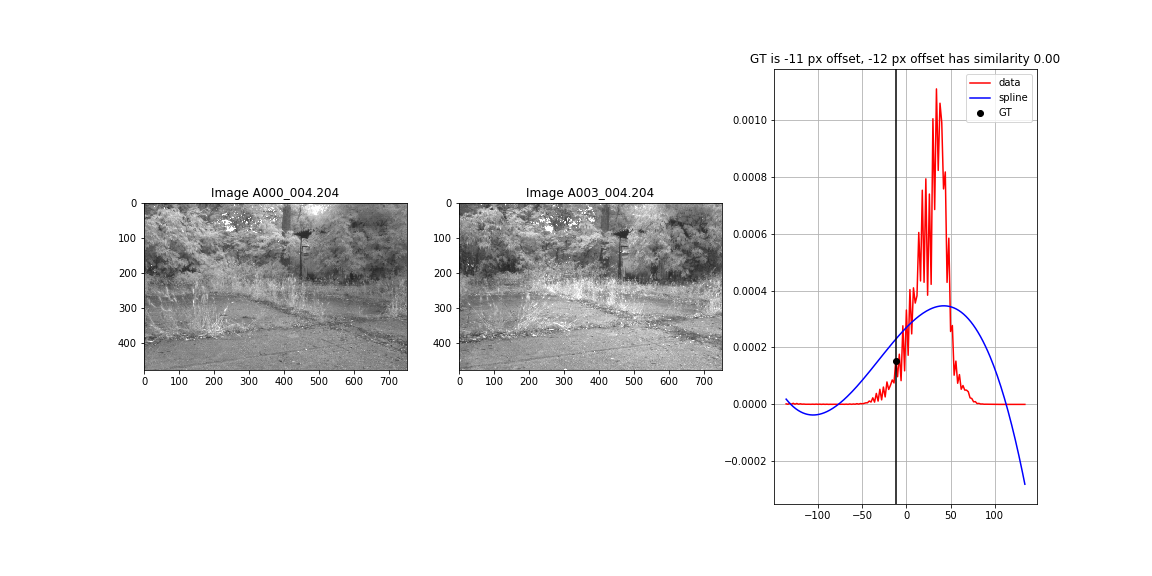 GT is -11 px offset, -12 px offset has similarity 0.00
data
spline
GT
0.0010
0.0008
0.0006
0.0004
0.0002
0.0000
−0.0002
−100 −50 0 50 100
Image A000_004.204
0
100
200
300
400
0 100 200 300 400 500 600 700
Image A003_004.204
0
100
200
300
400
0 100 200 300 400 500 600 700